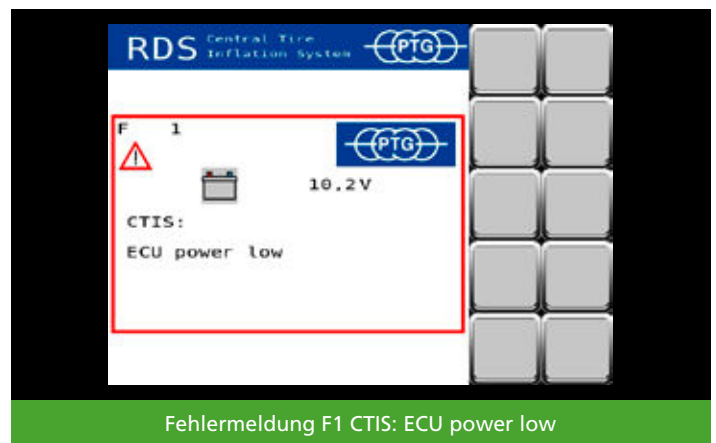 RDS Central Tire
Inflation System
PTG
F 1
PTG
10.2V
CTIS:
ECU power low
Fehlermeldung F1 CTIS: ECU power low